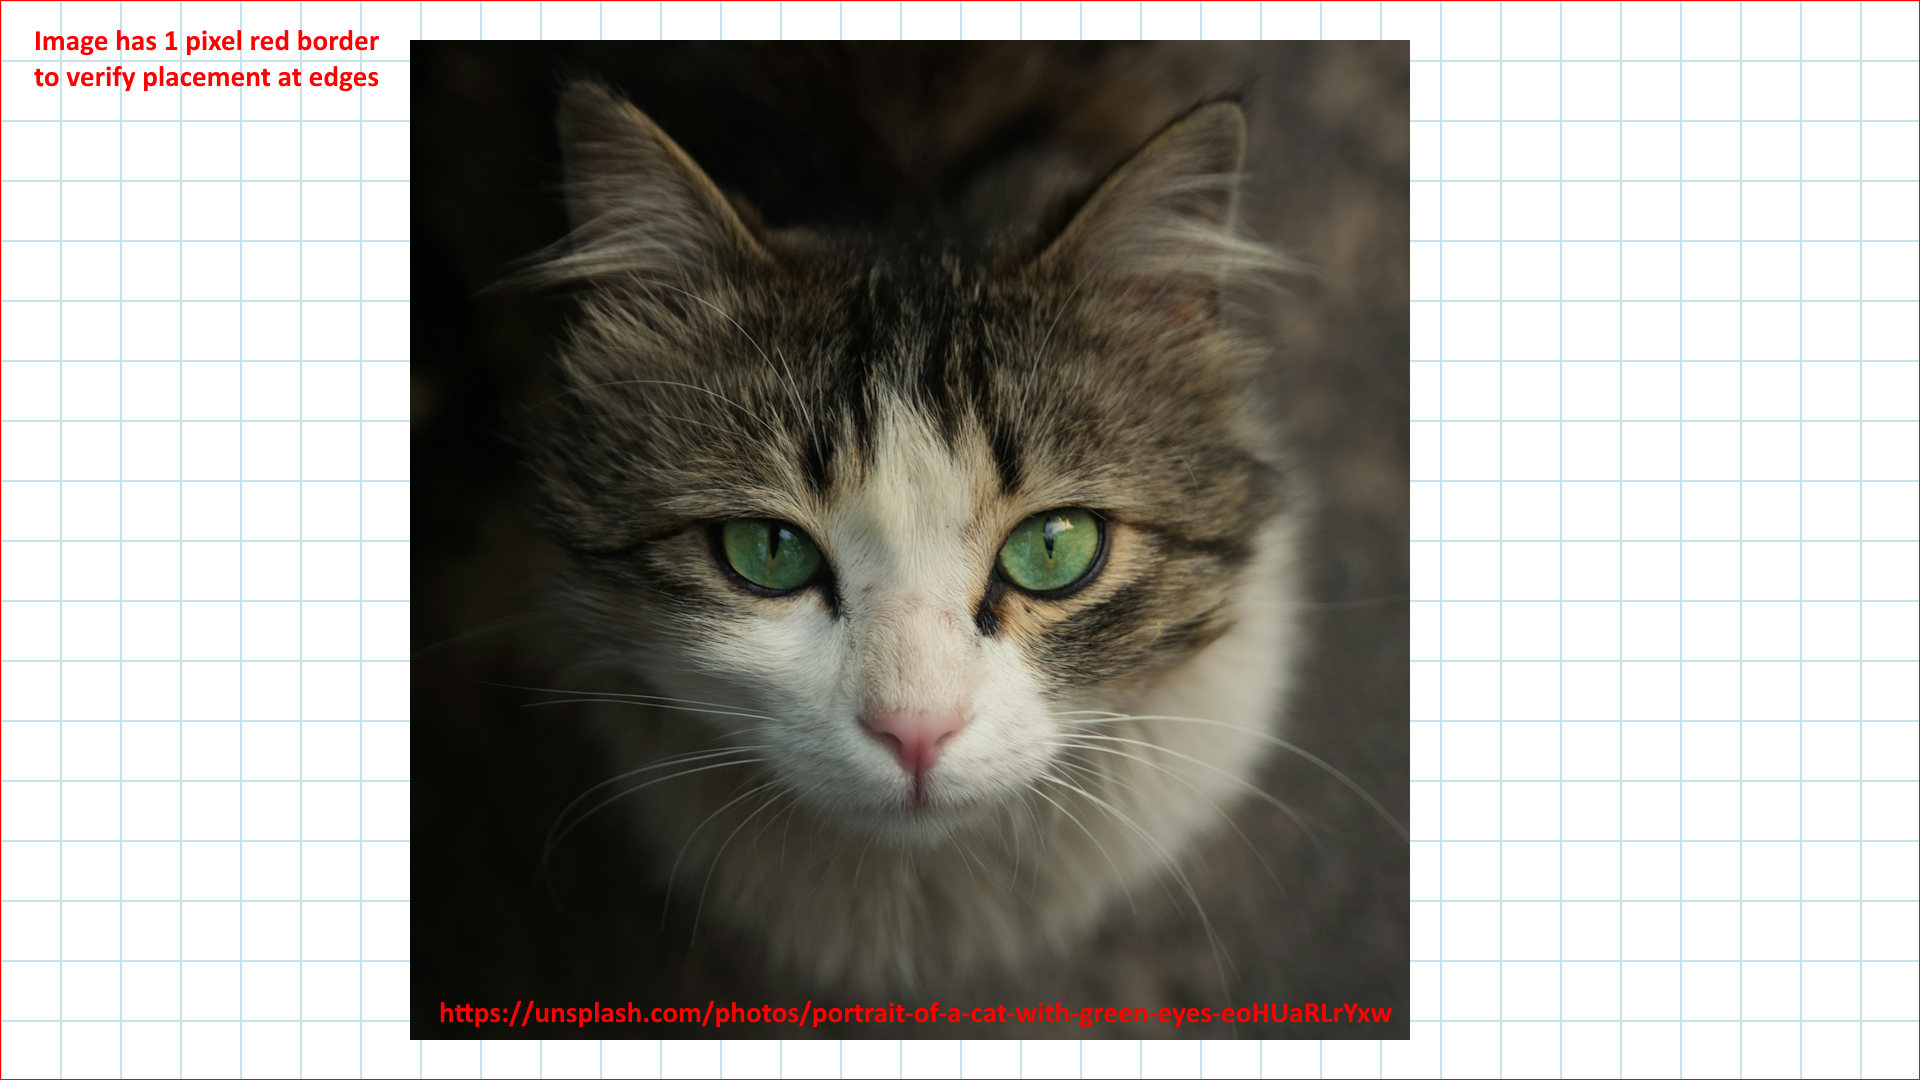 Image has 1 pixel red border
to verify placement at edges
https://unsplash.com/photos/portrait-of-a-cat-with-green-eyes-eoHUaRLrYxw